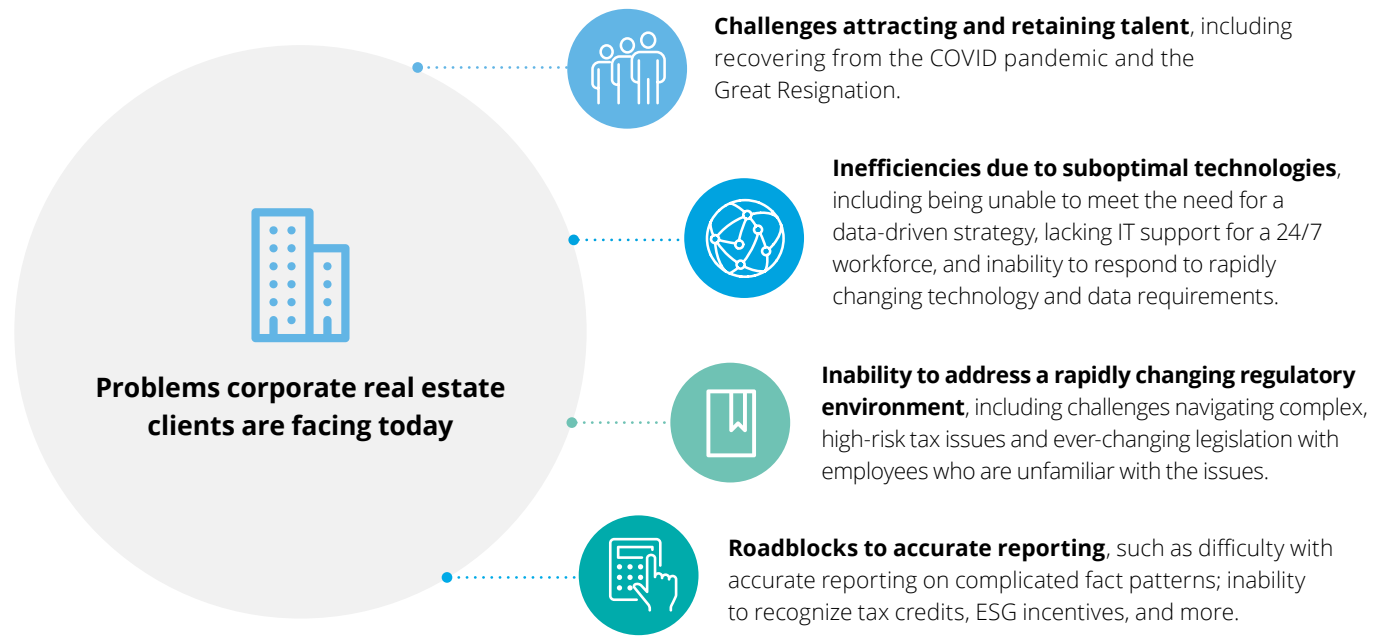 Problems corporate real estate
clients are facing today
Challenges attracting and retaining talent, including
recovering from the COVID pandemic and the
Great Resignation.
Inefficiencies due to suboptimal technologies,
including being unable to meet the need for a
data-driven strategy, lacking IT support for a 24/7
workforce, and inability to respond to rapidly
changing technology and data requirements.
Inability to address a rapidly changing regulatory
environment, including challenges navigating complex,
high-risk tax issues and ever-changing legislation with
employees who are unfamiliar with the issues.
Roadblocks to accurate reporting, such as difficulty with
accurate reporting on complicated fact patterns; inability
to recognize tax credits, ESG incentives, and more.